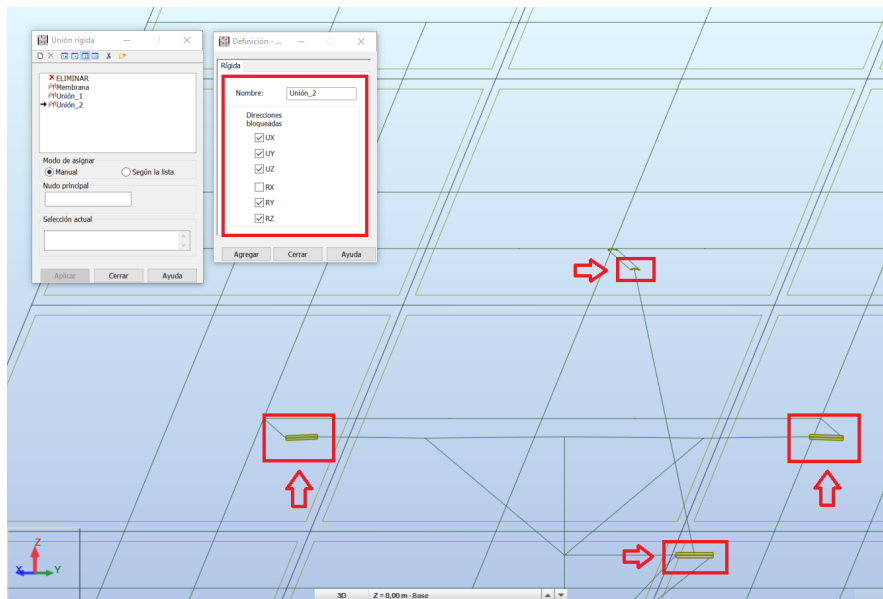 Unión rígida
ELIMINAR
Membrana
Unión_1
Unión_2
Modo de asignar
Manual
Según la lista
Nudo principal
Selección actual
Aplicar Cerrar Ayuda
Definición - ...
Rígida
Nombre: Unión_2
Direcciones
bloqueadas
UX
UY
UZ
RX
RY
RZ
Agregar Cerrar Ayuda
Z
X Y
3D Z = 0,00 m - Base